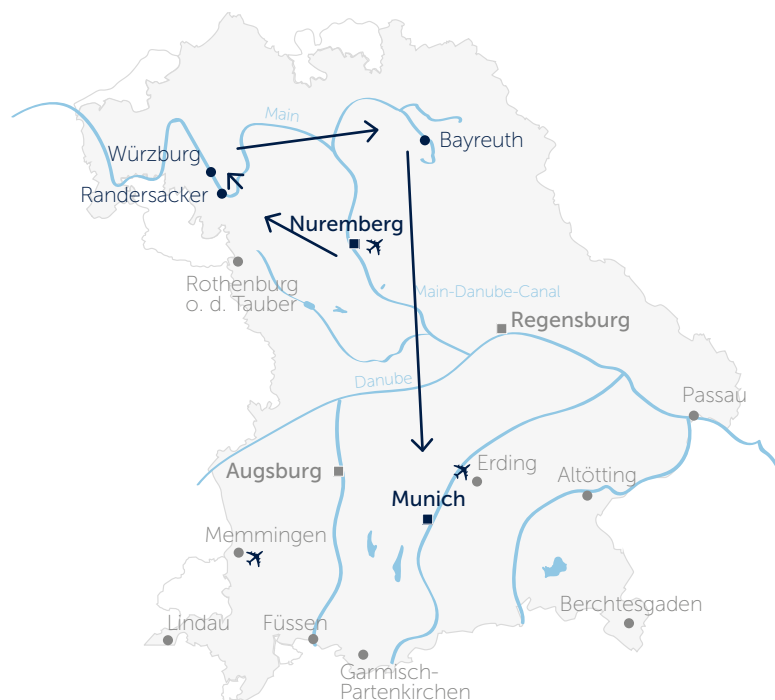 Main
Bayreuth
Würzburg
Randersacker
Nuremberg
Rothenburg
o. d. Tauber
Main-Danube-Canal
Regensburg
Danube
Passau
Augsburg
Erding
Altötting
Munich
Memmingen
Berchtesgaden
Lindau
Füssen
Garmisch-
Partenkirchen